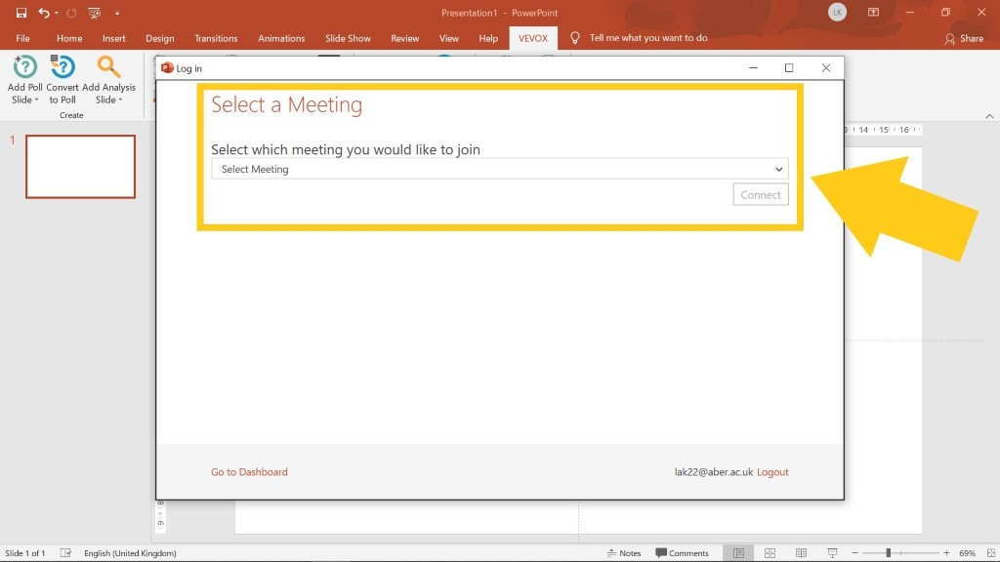 Presentation1 - PowerPoint
LK
File Home Insert Design Transitions Animations Slide Show Review View Help VEVOX Tell me what you want to do Share
Add Poll Slide
Convert to Poll
Add Analysis Slide
Create
Log in
1
14 15 16
Select a Meeting
Select which meeting you would like to join
Select Meeting
Connect
Go to Dashboard
lak22@aber.ac.uk Logout
8
9
Slide 1 of 1 English (United Kingdom) Notes Comments 69%